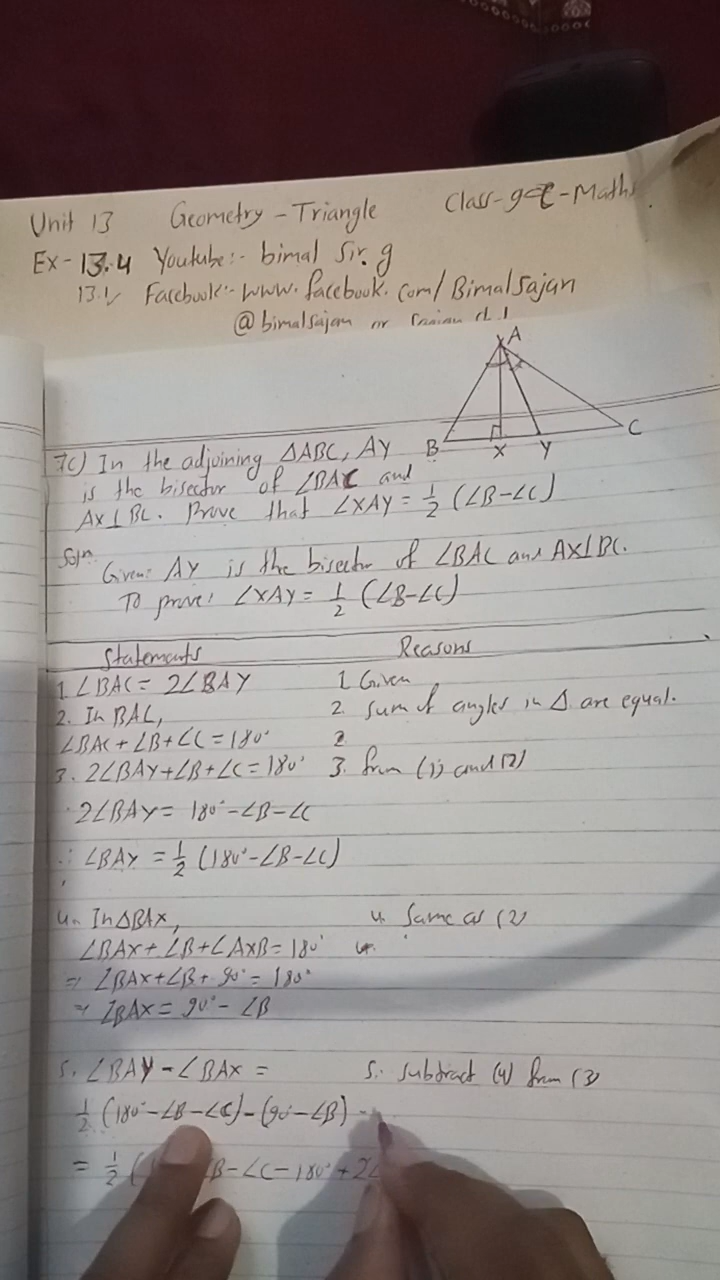 Unit 13 Geometry - Triangle Class-9 - Maths
Ex- 13.4 Youtube:- bimal Sir. g
13.1 Facebook:- www.facebook.com/Bimalsajan
@bimalsajan or
A
B X Y C
7c) In the adjoining ΔABC, AY
is the bisector of ∠BAC and
AX⊥BC. Prove that ∠XAY = 1/2 (∠B-∠C)
Soln
Given: AY is the bisector of ∠BAC and AX⊥BC.
To prove: ∠XAY = 1/2 (∠B-∠C)
Statements Reasons
1. ∠BAC = 2∠BAY 1 Given
2. In BAC, 2. Sum of angles in Δ are equal.
∠BAC+∠B+∠C=180° 2
3. 2∠BAY+∠B+∠C=180° 3. from (1) and (2)
2∠BAY = 180°-∠B-∠C
∴ ∠BAY = 1/2 (180°-∠B-∠C)
4. In ΔBAX, 4. Same as (2)
∠BAX+∠B+∠AXB=180° 4.
⇒ ∠BAX+∠B+90° = 180°
⇒ ∠BAX = 90° - ∠B
5. ∠BAY - ∠BAX = 5. Subtract (4) from (3)
1/2 (180°-∠B-∠C)-(90°-∠B)
= 1/2 ( B-∠C-180°+2